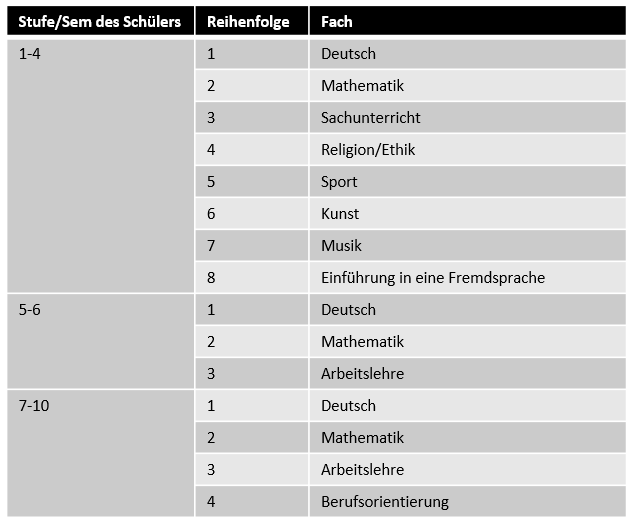 Stufe/Sem des Schülers Reihenfolge Fach
1-4 1 Deutsch
2 Mathematik
3 Sachunterricht
4 Religion/Ethik
5 Sport
6 Kunst
7 Musik
8 Einführung in eine Fremdsprache
5-6 1 Deutsch
2 Mathematik
3 Arbeitslehre
7-10 1 Deutsch
2 Mathematik
3 Arbeitslehre
4 Berufsorientierung